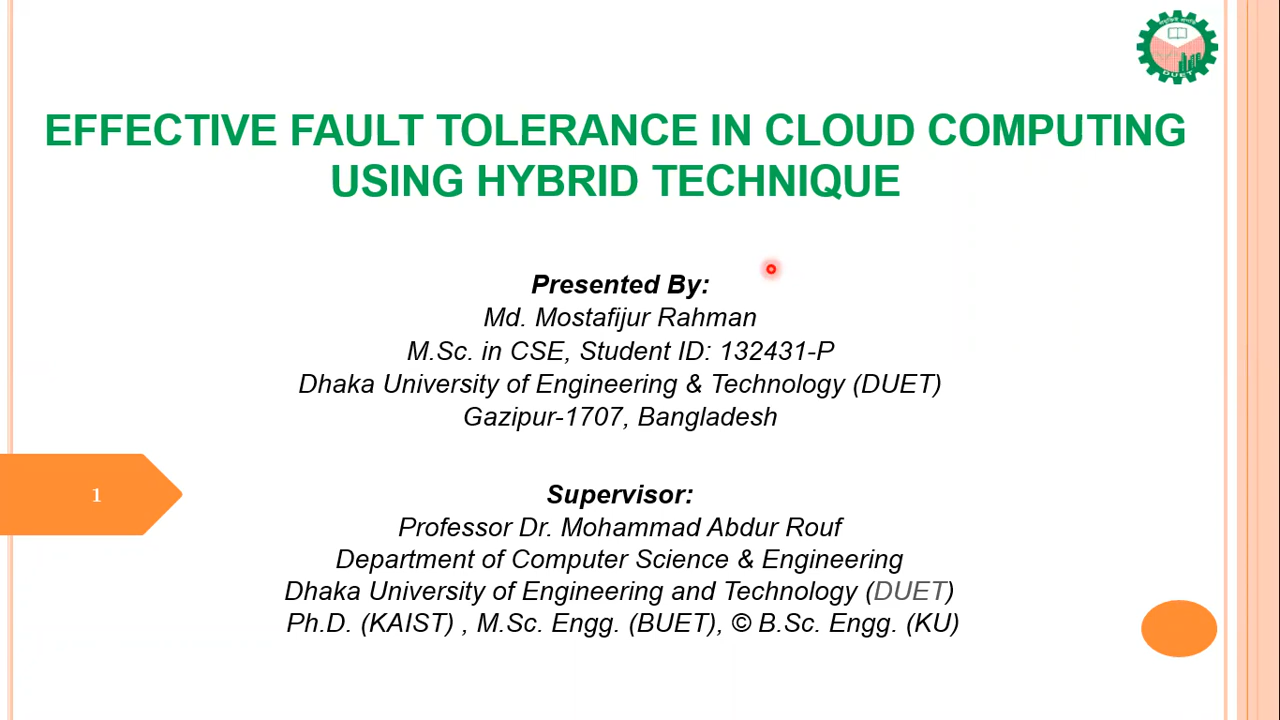 EFFECTIVE FAULT TOLERANCE IN CLOUD COMPUTING
USING HYBRID TECHNIQUE
Presented By:
Md. Mostafijur Rahman
M.Sc. in CSE, Student ID: 132431-P
Dhaka University of Engineering & Technology (DUET)
Gazipur-1707, Bangladesh
1
Supervisor:
Professor Dr. Mohammad Abdur Rouf
Department of Computer Science & Engineering
Dhaka University of Engineering and Technology (DUET)
Ph.D. (KAIST) , M.Sc. Engg. (BUET), © B.Sc. Engg. (KU)
DUET